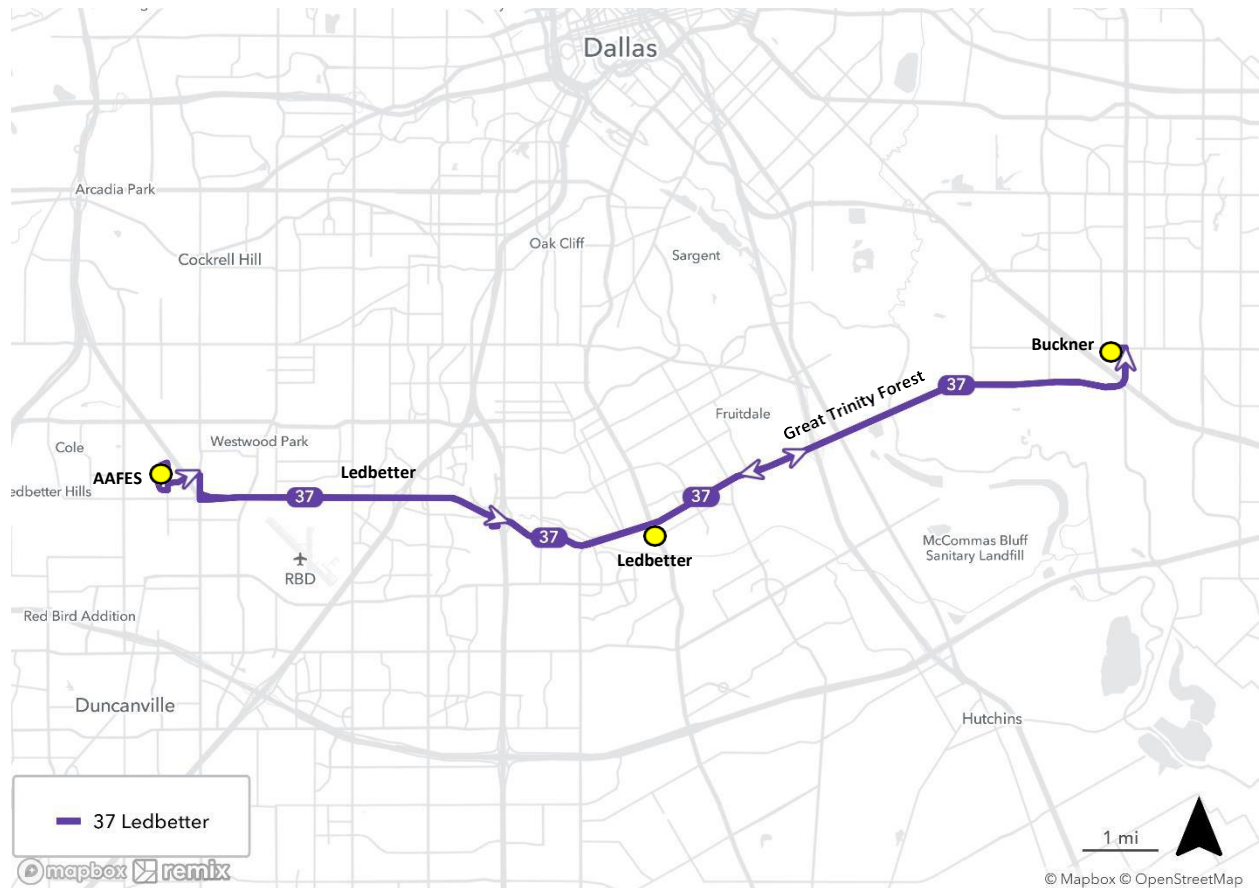 Dallas
Arcadia Park
Cockrell Hill
Oak Cliff
Sargent
Buckner
37
Great Trinity Forest
Fruitdale
Cole
Westwood Park
AAFES
Ledbetter
edbetter Hills
37
37
37
Ledbetter
McCommas Bluff
Sanitary Landfill
RBD
Red Bird Addition
Duncanville
Hutchins
37 Ledbetter
1 mi
mapbox remix
© Mapbox © OpenStreetMap